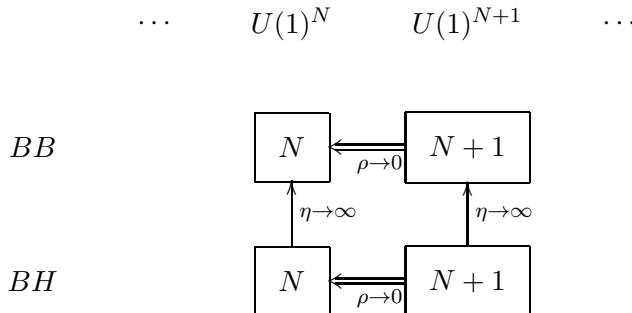 ⋯ U(1)^N U(1)^{N+1} ⋯
BB N ρ→0 N + 1
η→∞ η→∞
BH N ρ→0 N + 1